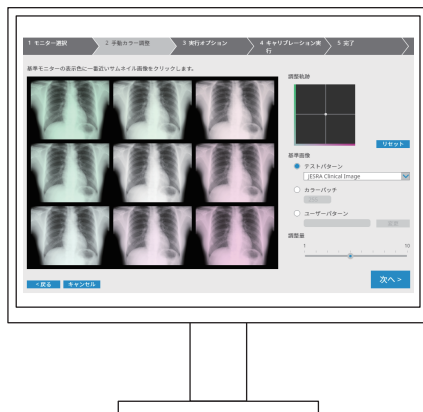 1 モニター選択
2 手動カラー調整
3 実行オプション
4 キャリブレーション実行
5 完了
基準モニターの表示色に一番近いサムネイル画像をクリックします。
調整軌跡
リセット
基準画像
テストパターン
JESRA Clinical Image
カラーパッチ
ユーザーパターン
調整量
1 10
<戻る キャンセル
次へ >